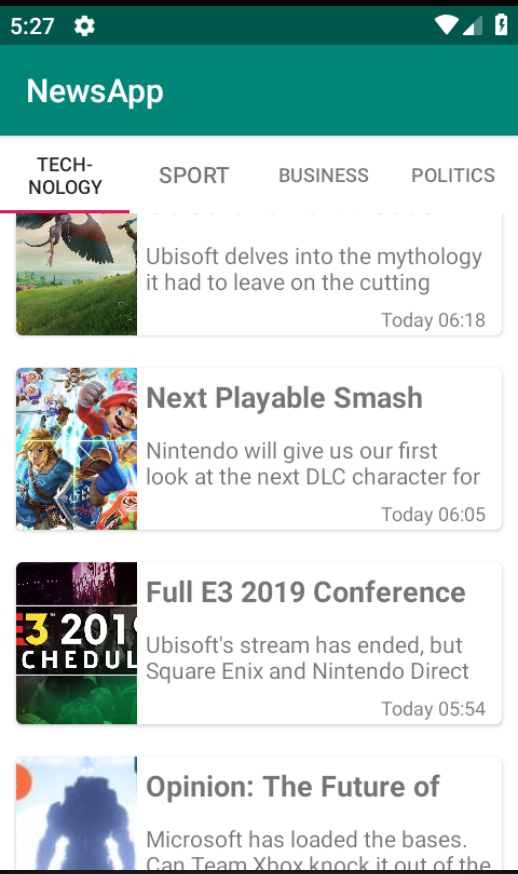 5:27
NewsApp
TECH-
NOLOGY
SPORT
BUSINESS
POLITICS
Ubisoft delves into the mythology
it had to leave on the cutting
Today 06:18
Next Playable Smash
Nintendo will give us our first
look at the next DLC character for
Today 06:05
E3 2019
SCHEDUL
Full E3 2019 Conference
Ubisoft's stream has ended, but
Square Enix and Nintendo Direct
Today 05:54
Opinion: The Future of
Microsoft has loaded the bases.
Can Team Xbox knock it out of the